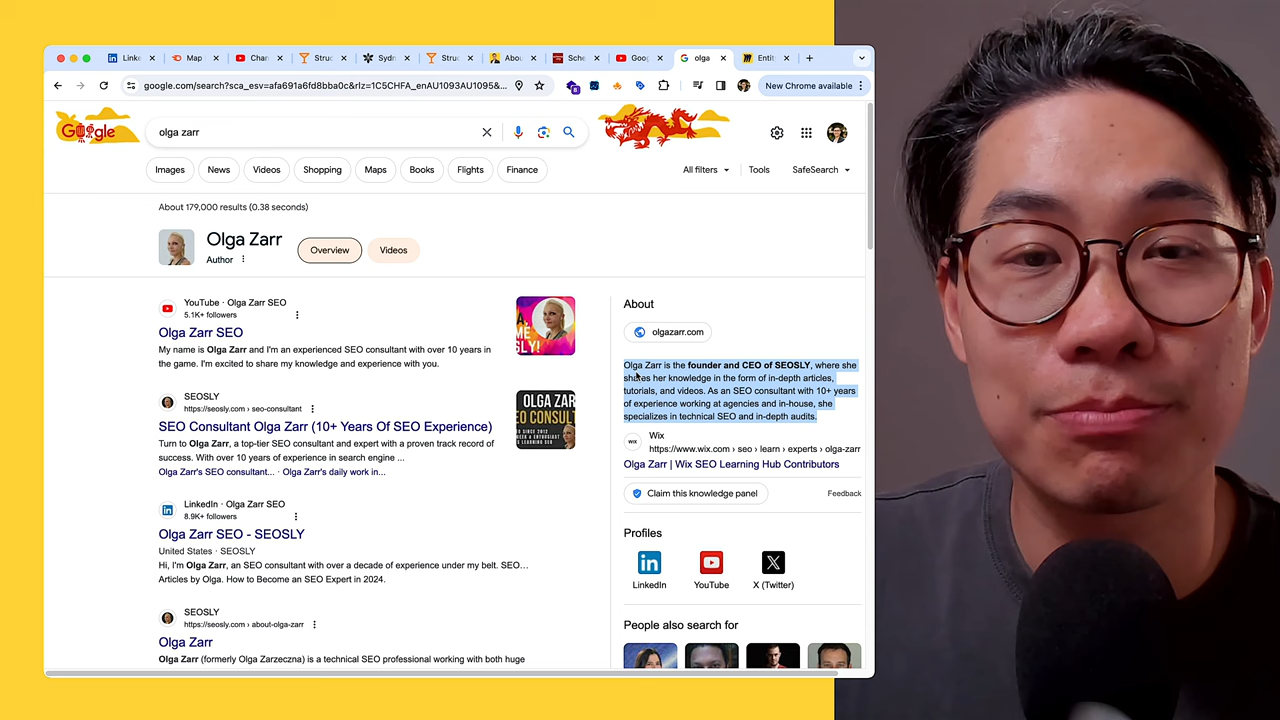 Linke
Map
Chan
Struc
Sydn
Struc
Abou
Sche
Goog
olga
Entit
google.com/search?sca_esv=afa691a6fd8bba0c&rlz=1C5CHFA_enAU1093AU1095&...
New Chrome available
Google
olga zarr
Images
News
Videos
Shopping
Maps
Books
Flights
Finance
All filters
Tools
SafeSearch
About 179,000 results (0.38 seconds)
Olga Zarr
Author
Overview
Videos
YouTube · Olga Zarr SEO
5.1K+ followers
Olga Zarr SEO
My name is Olga Zarr and I'm an experienced SEO consultant with over 10 years in
the game. I'm excited to share my knowledge and experience with you.
SEOSLY
https://seosly.com › seo-consultant
SEO Consultant Olga Zarr (10+ Years Of SEO Experience)
Turn to Olga Zarr, a top-tier SEO consultant and expert with a proven track record of
success. With over 10 years of experience in search engine ...
Olga Zarr's SEO consultant... · Olga Zarr's daily work in...
OLGA ZAR
O CONSULT
LinkedIn · Olga Zarr SEO
8.9K+ followers
Olga Zarr SEO - SEOSLY
United States · SEOSLY
Hi, I'm Olga Zarr, an SEO consultant with over a decade of experience under my belt. SEO...
Articles by Olga. How to Become an SEO Expert in 2024.
SEOSLY
https://seosly.com › about-olga-zarr
Olga Zarr
Olga Zarr (formerly Olga Zarzeczna) is a technical SEO professional working with both huge
About
olgazarr.com
Olga Zarr is the founder and CEO of SEOSLY, where she
shares her knowledge in the form of in-depth articles,
tutorials, and videos. As an SEO consultant with 10+ years
of experience working at agencies and in-house, she
specializes in technical SEO and in-depth audits.
WIX
Wix
https://www.wix.com › seo › learn › experts › olga-zarr
Olga Zarr | Wix SEO Learning Hub Contributors
Claim this knowledge panel
Feedback
Profiles
LinkedIn
YouTube
X (Twitter)
People also search for